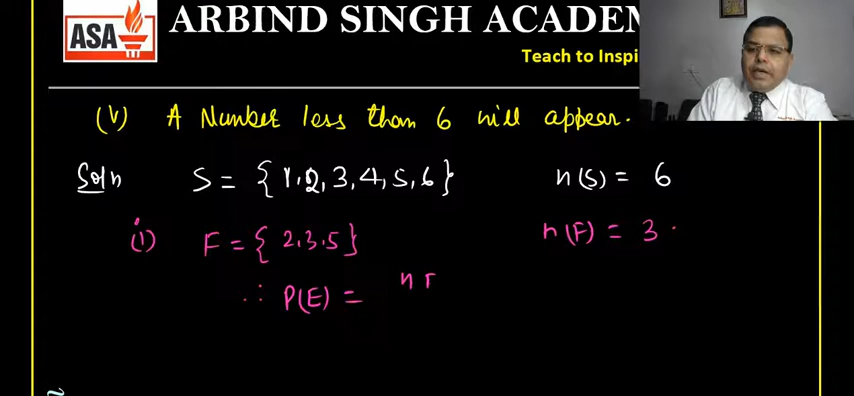 ARBIND SINGH ACADEM
ASA
Teach to Inspi
(V) A Number less than 6 will appear.
Soln S = { 1, 2, 3, 4, 5, 6 } n(S) = 6
(i) F = { 2, 3, 5 } n(F) = 3
∴ P(E) = n